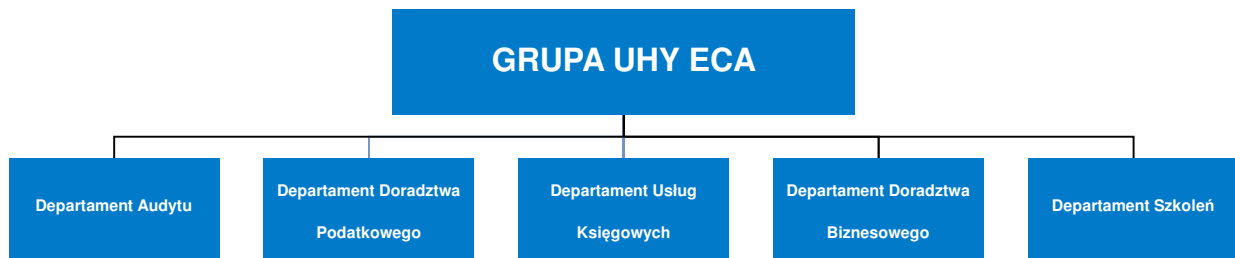 GRUPA UHY ECA
Departament Audytu
Departament Doradztwa
Podatkowego
Departament Usług
Księgowych
Departament Doradztwa
Biznesowego
Departament Szkoleń